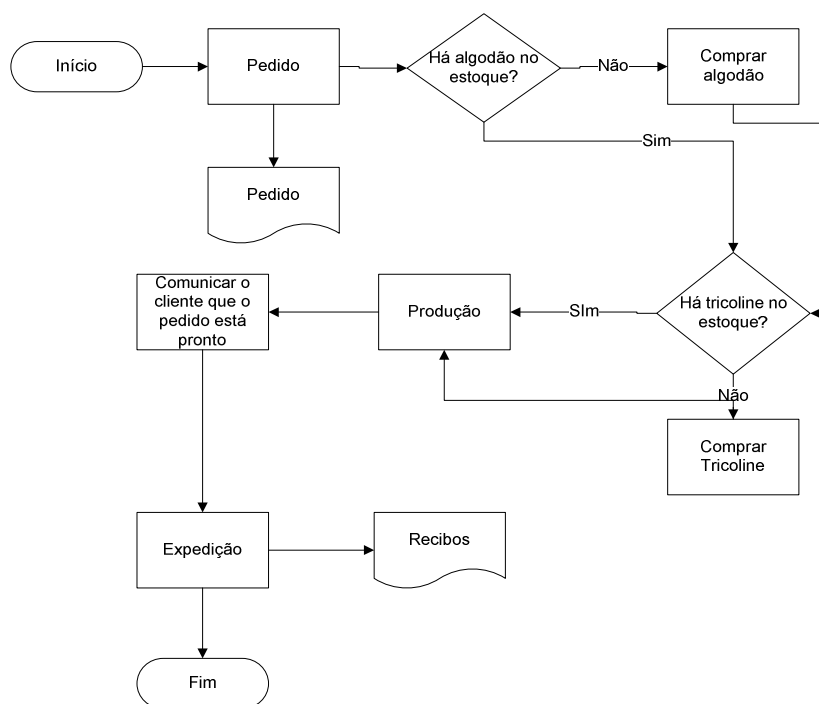 Início
Pedido
Há algodão no
estoque?
Não
Comprar
algodão
Sim
Pedido
Comunicar o
cliente que o
pedido está
pronto
Produção
SIm
Há tricoline no
estoque?
Não
Comprar
Tricoline
Expedição
Recibos
Fim